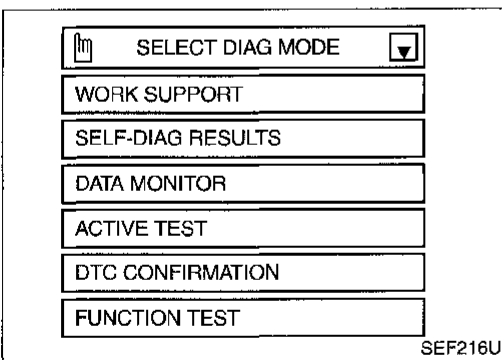 SELECT DIAG MODE
WORK SUPPORT
SELF-DIAG RESULTS
DATA MONITOR
ACTIVE TEST
DTC CONFIRMATION
FUNCTION TEST
SEF216U